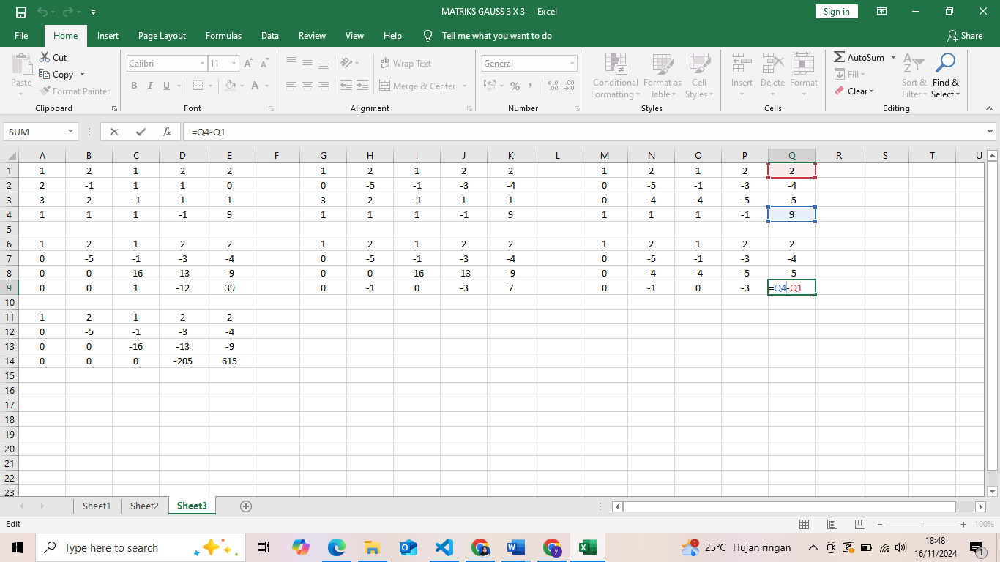 MATRIKS GAUSS 3 X 3 - Excel
Sign in
File Home Insert Page Layout Formulas Data Review View Help Tell me what you want to do Share
Paste
Cut
Copy
Format Painter
Clipboard
Calibri 11
B I U
Font
Wrap Text
Merge & Center
Alignment
General
Number
Conditional Formatting
Format as Table
Cell Styles
Styles
Insert Delete Format
Cells
AutoSum
Fill
Clear
Sort & Filter
Find & Select
Editing
SUM fx =Q4-Q1
A B C D E F G H I J K L M N O P Q R S T U
1 1 2 1 2 2 1 2 1 2 2 1 2 1 2 2
2 2 -1 1 1 0 0 -5 -1 -3 -4 0 -5 -1 -3 -4
3 3 2 -1 1 1 3 2 -1 1 1 0 -4 -4 -5 -5
4 1 1 1 -1 9 1 1 1 -1 9 1 1 1 -1 9
5
6 1 2 1 2 2 1 2 1 2 2 1 2 1 2 2
7 0 -5 -1 -3 -4 0 -5 -1 -3 -4 0 -5 -1 -3 -4
8 0 0 -16 -13 -9 0 0 -16 -13 -9 0 -4 -4 -5 -5
9 0 0 1 -12 39 0 -1 0 -3 7 0 -1 0 -3 =Q4-Q1
10
11 1 2 1 2 2
12 0 -5 -1 -3 -4
13 0 0 -16 -13 -9
14 0 0 0 -205 615
15
16
17
18
19
20
21
22
23
Sheet1 Sheet2 Sheet3
Edit 100%
Type here to search
25°C Hujan ringan
18:48
16/11/2024
1